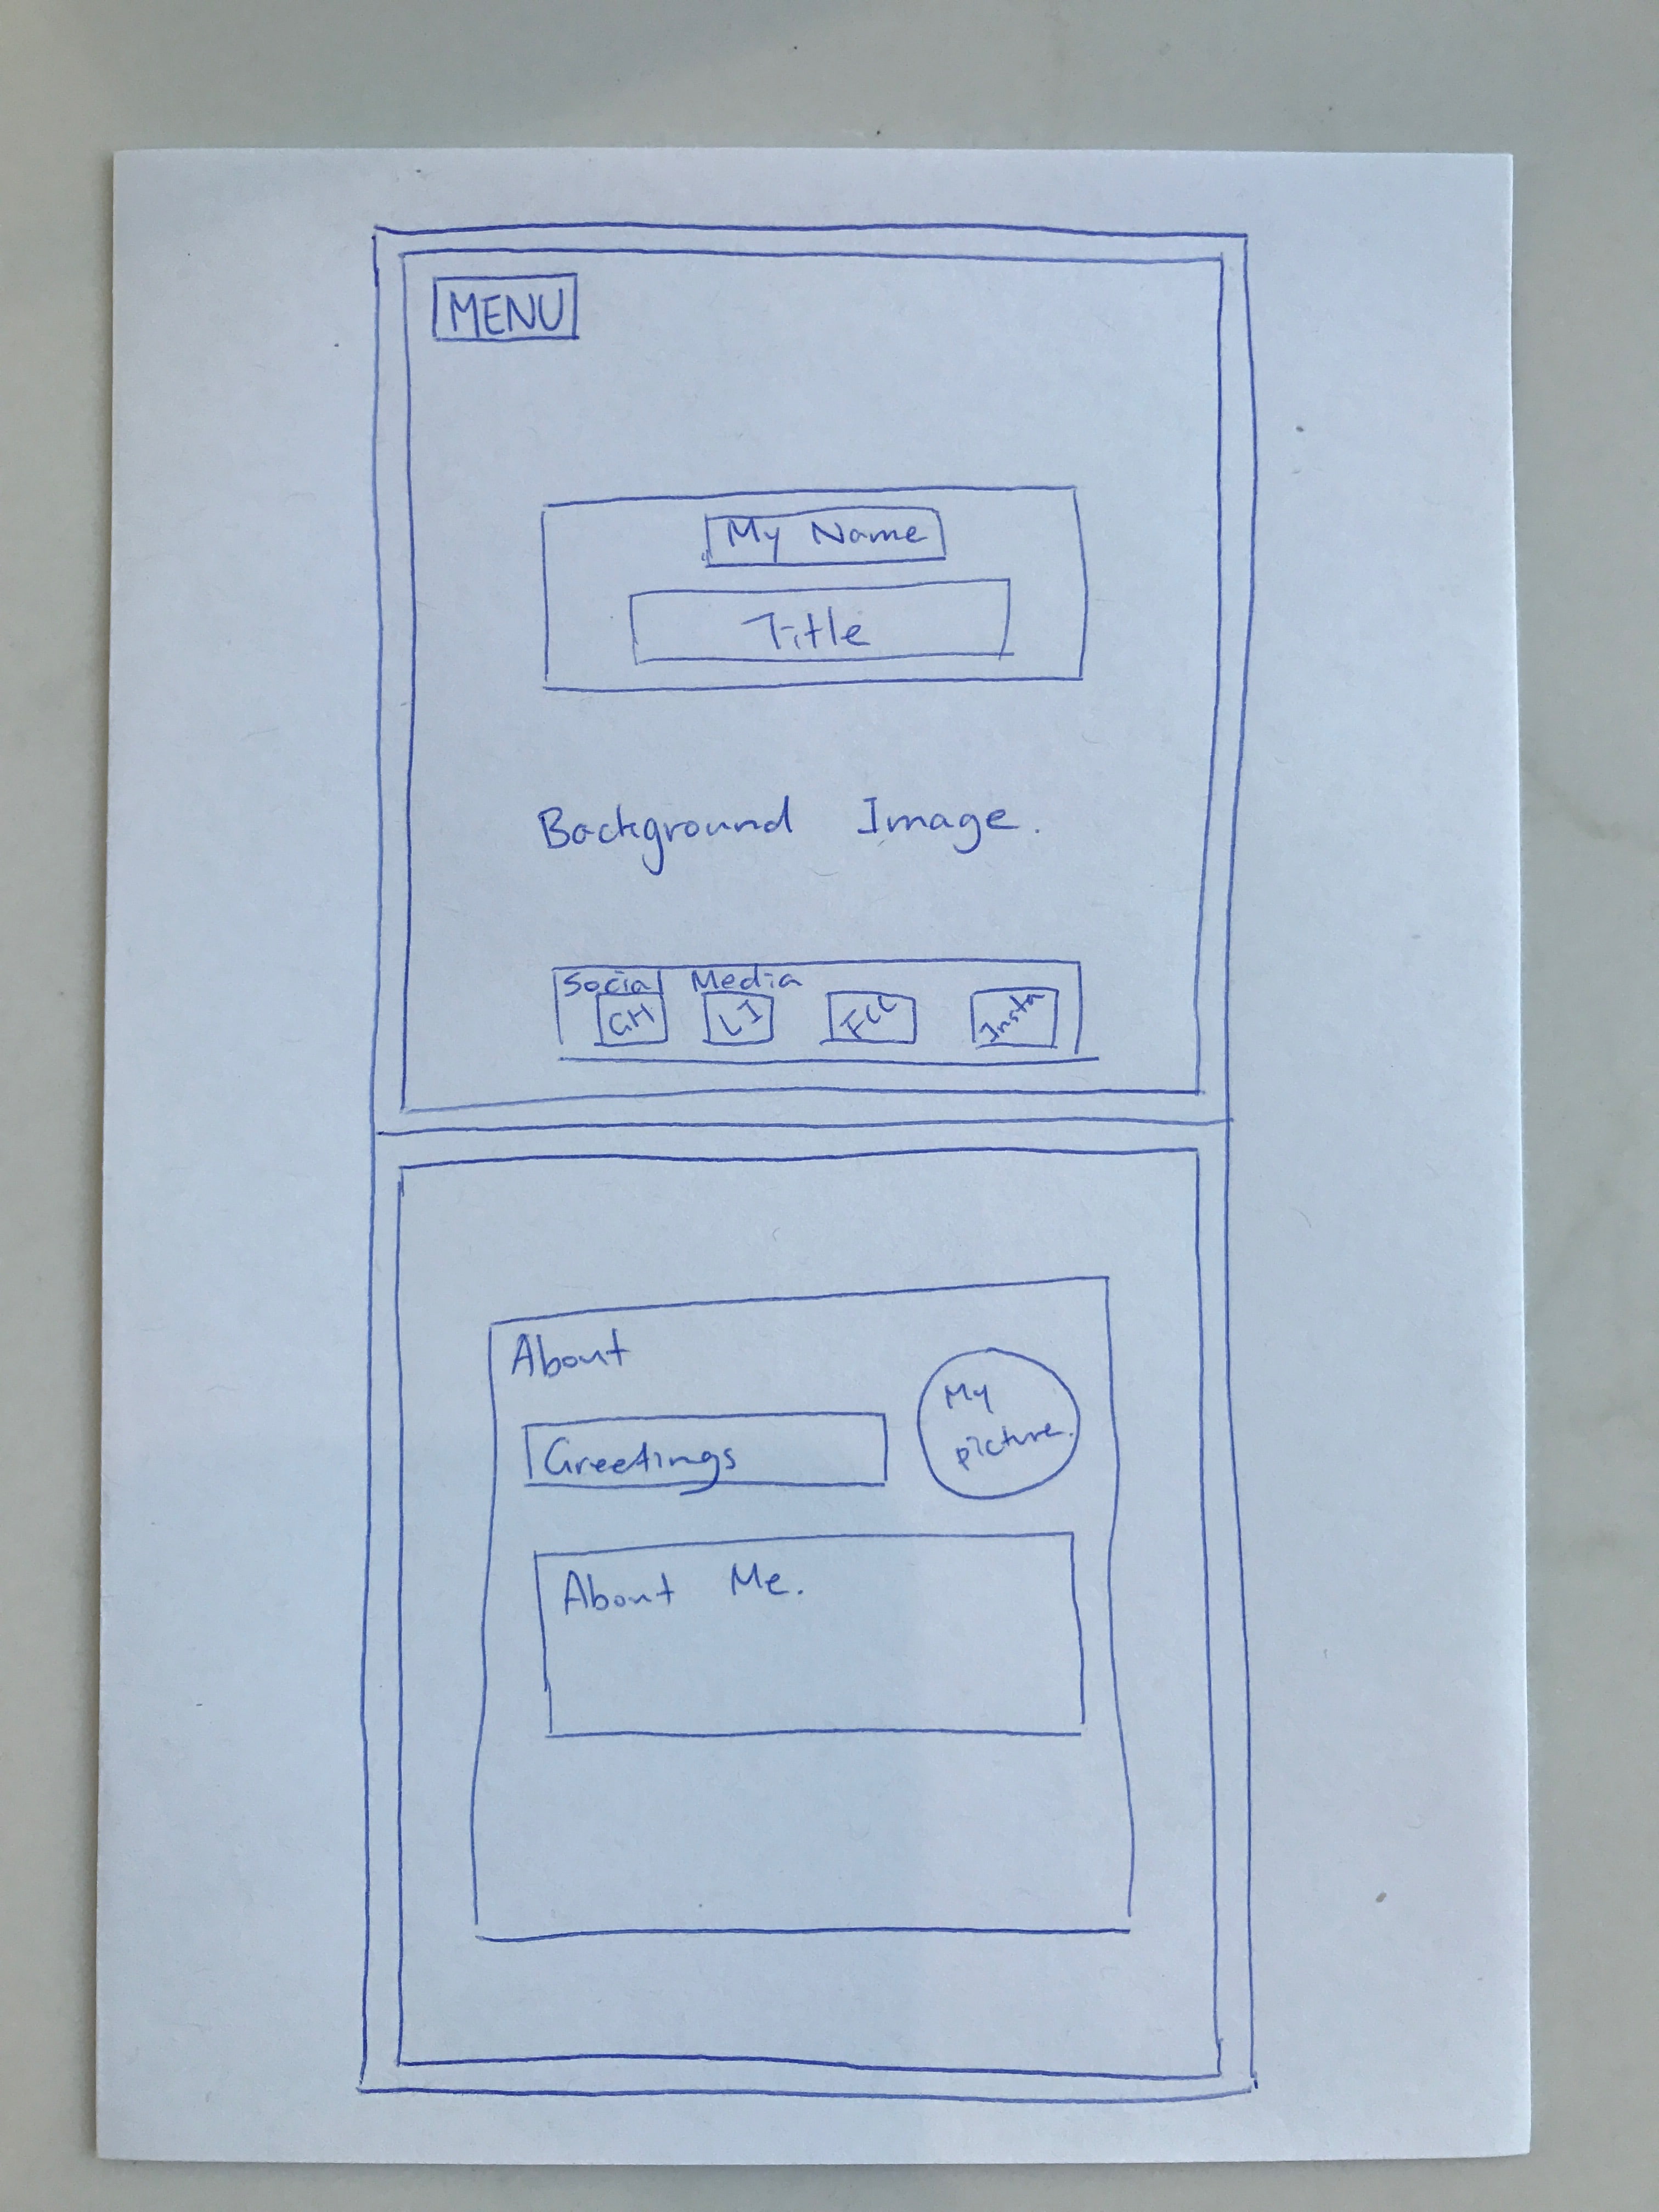 MENU
My Name
Title
Background Image.
Social Media
GH LI FCC Insta
About
My
picture.
Greetings
About Me.